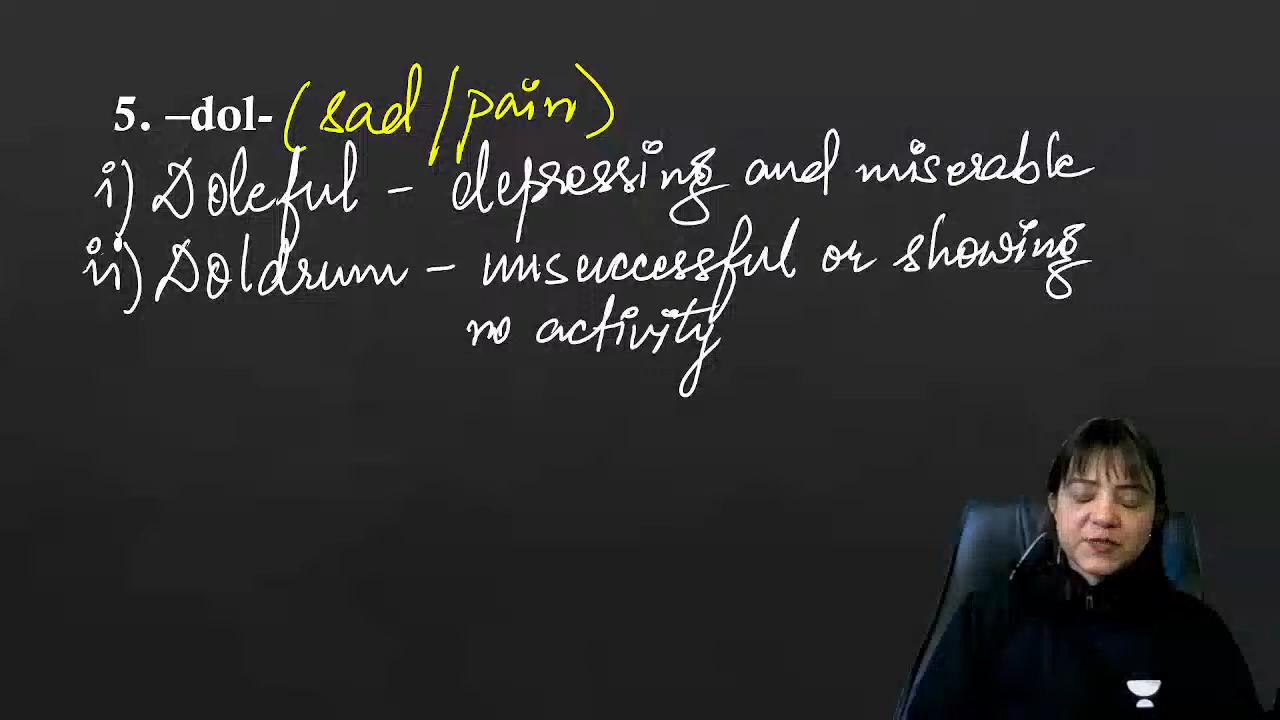 5. –dol- (sad/pain)
i) Doleful - depressing and miserable
ii) Doldrum - unsuccessful or showing
no activity